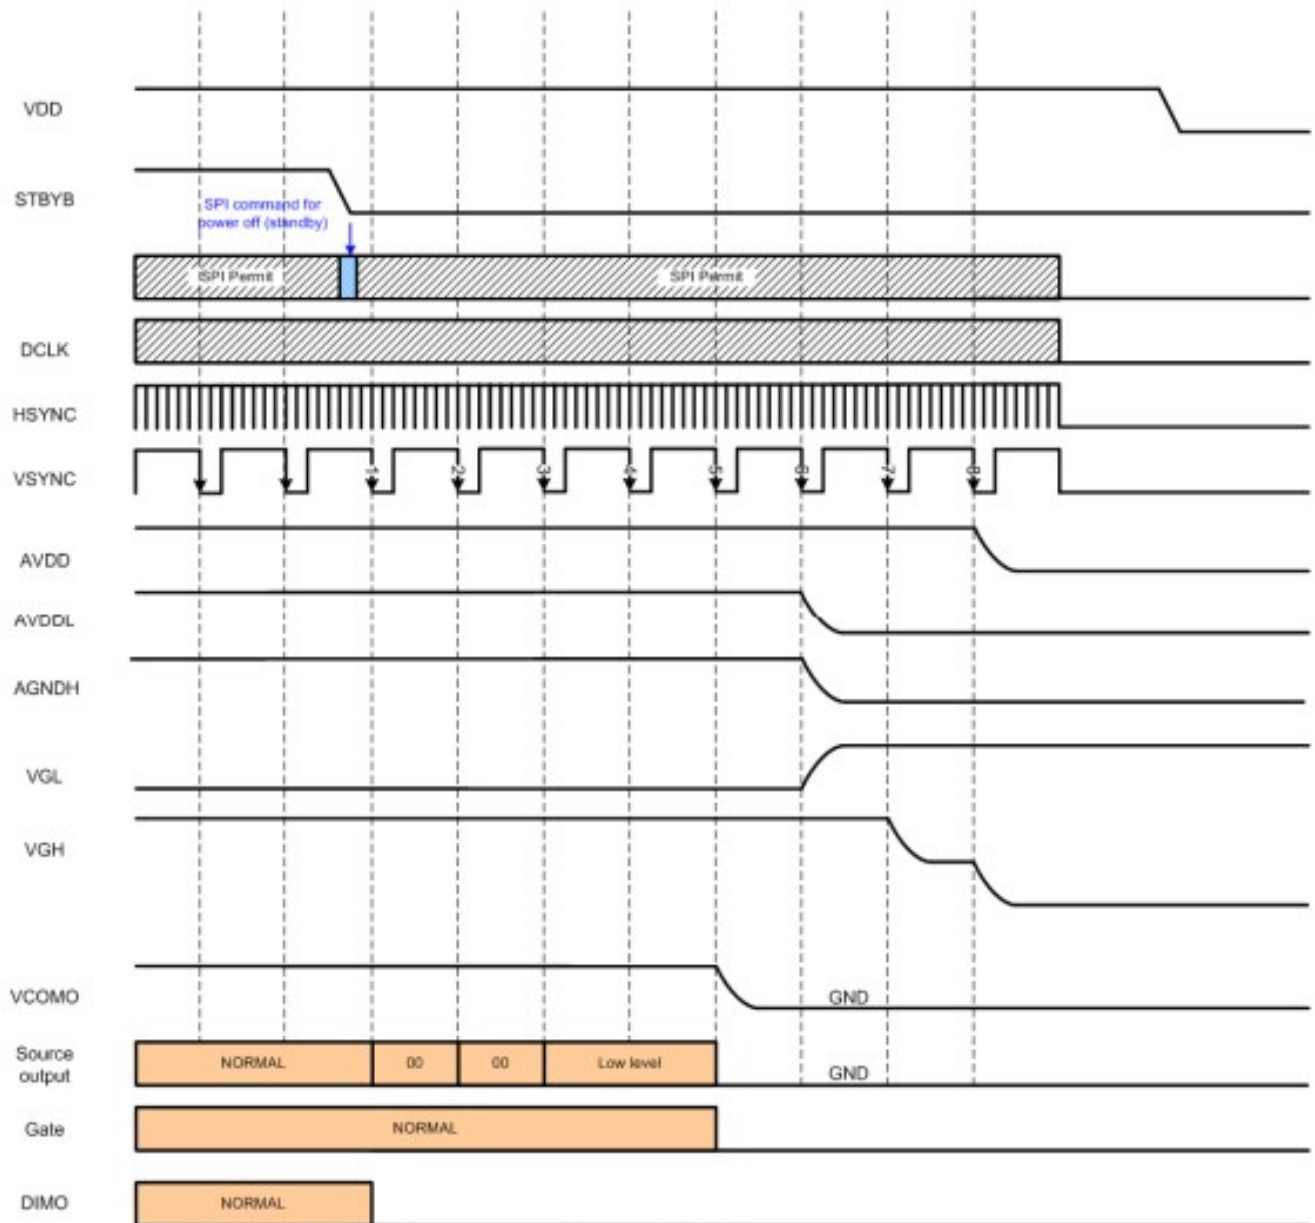 VDD
STBYB
SPI command for
power off (standby)
SPI Permit
SPI Permit
DCLK
HSYNC
VSYNC
1
2
3
4
5
6
7
8
AVDD
AVDDL
AGNDH
VGL
VGH
VCOMO
GND
Source
output
NORMAL
00
00
Low level
GND
Gate
NORMAL
DIMO
NORMAL